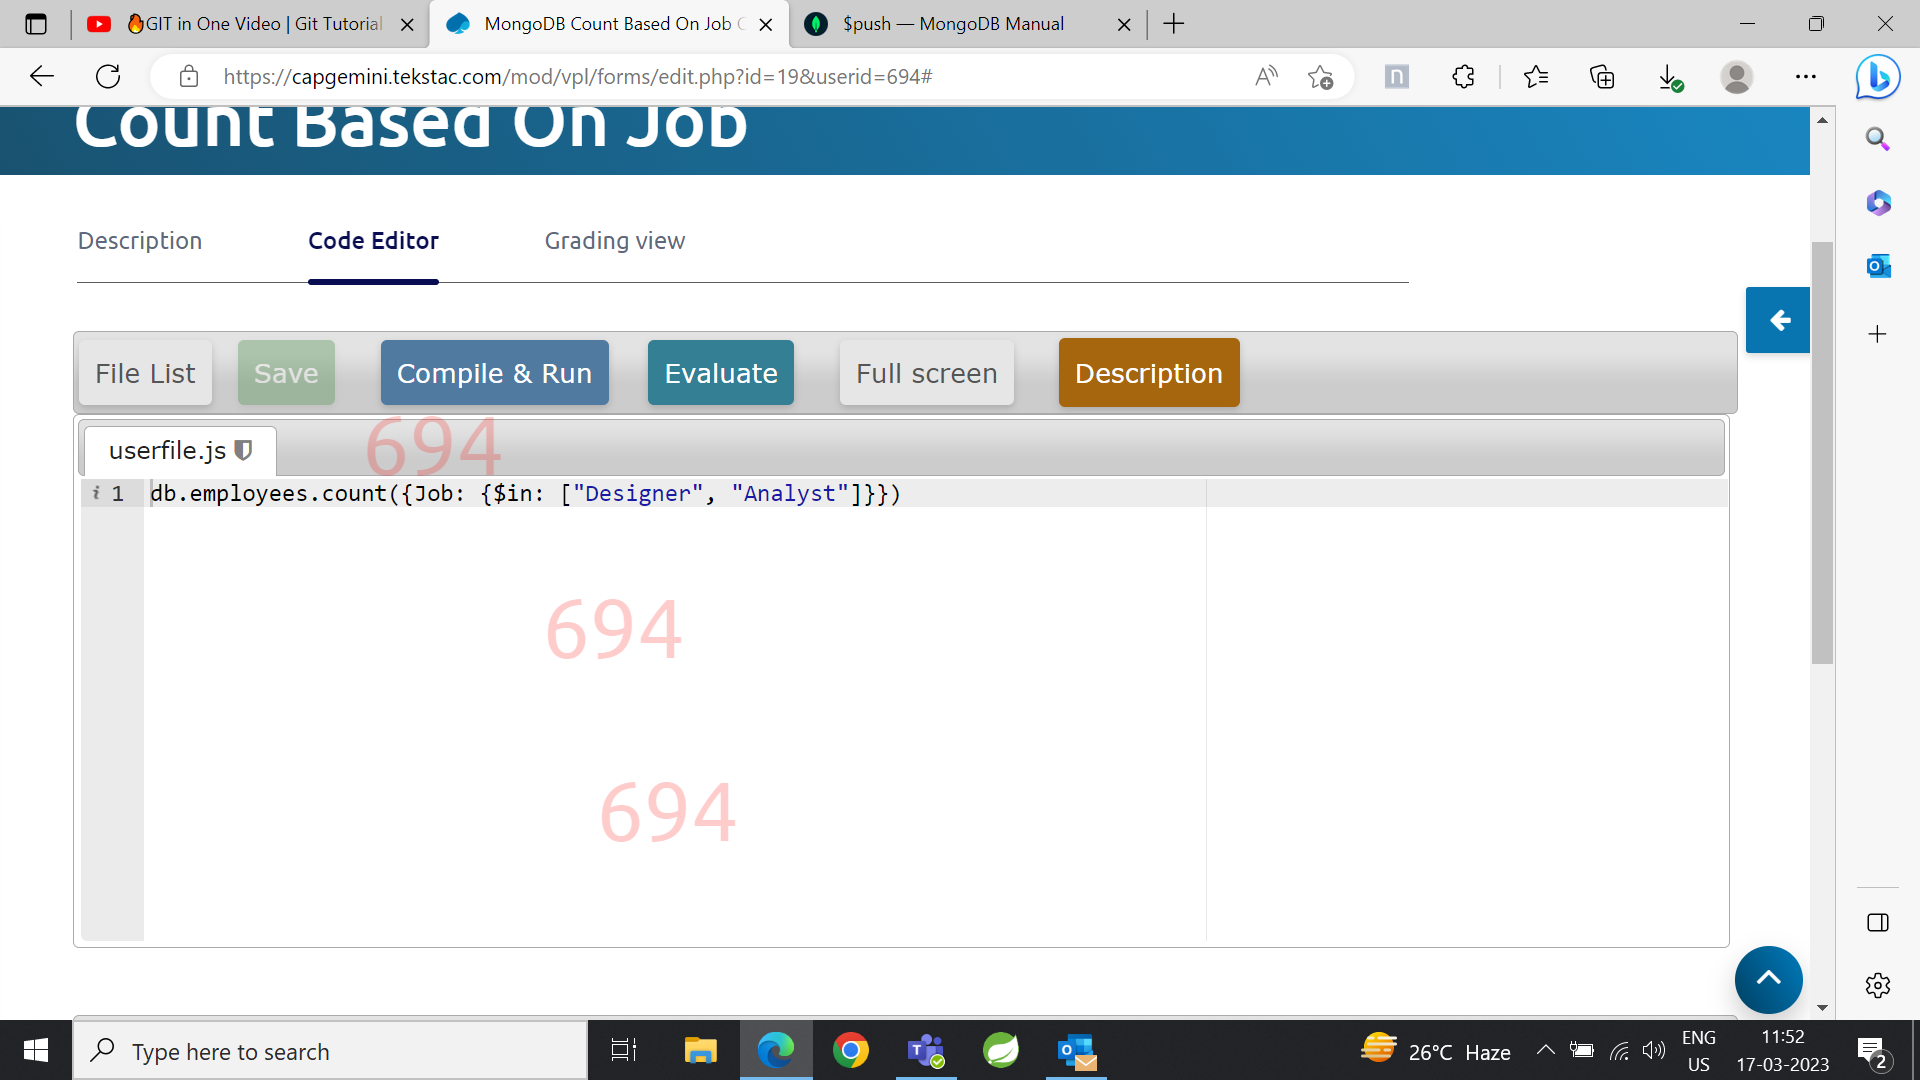 🔥GIT in One Video | Git Tutorial
MongoDB Count Based On Job C
$push — MongoDB Manual
https://capgemini.tekstac.com/mod/vpl/forms/edit.php?id=19&userid=694#
Count Based On Job
Description
Code Editor
Grading view
File List
Save
Compile & Run
Evaluate
Full screen
Description
694
userfile.js
1 db.employees.count({Job: {$in: ["Designer", "Analyst"]}})
694
694
Type here to search
26°C Haze
ENG
US
11:52
17-03-2023
2